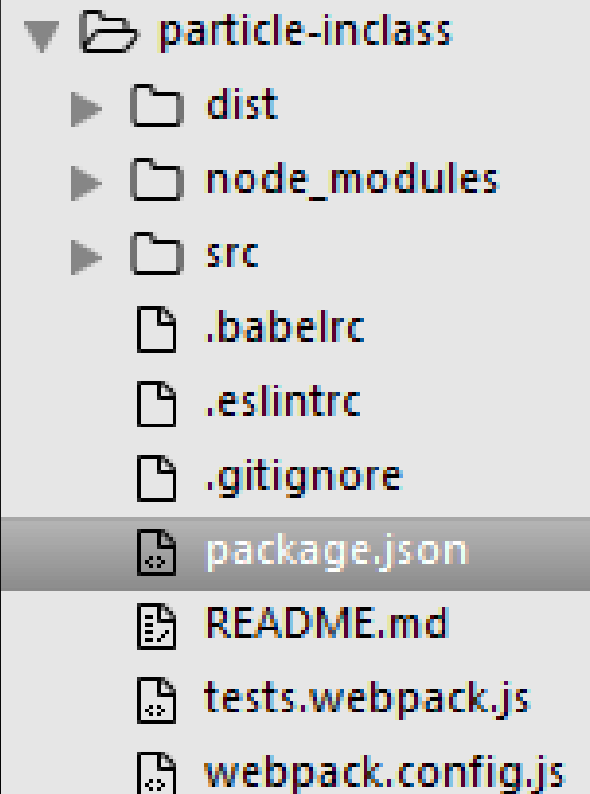 particle-inclass
dist
node_modules
src
.babelrc
.eslintrc
.gitignore
package.json
README.md
tests.webpack.js
webpack.config.js